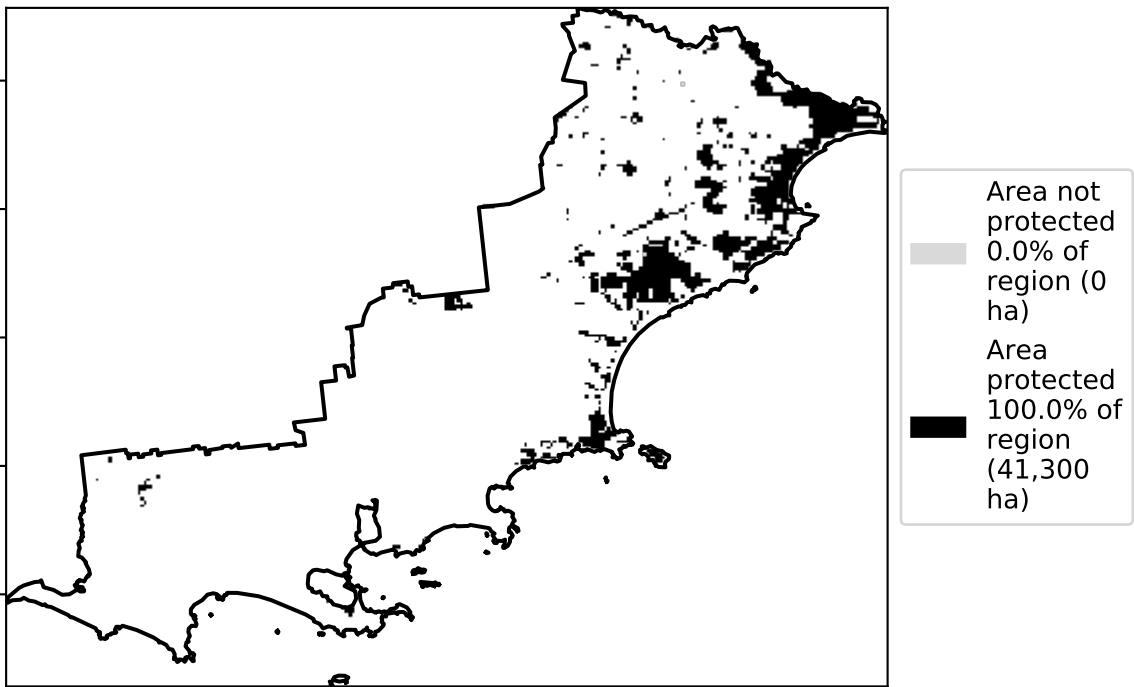 Area not
protected
0.0% of
region (0
ha)
Area
protected
100.0% of
region
(41,300
ha)